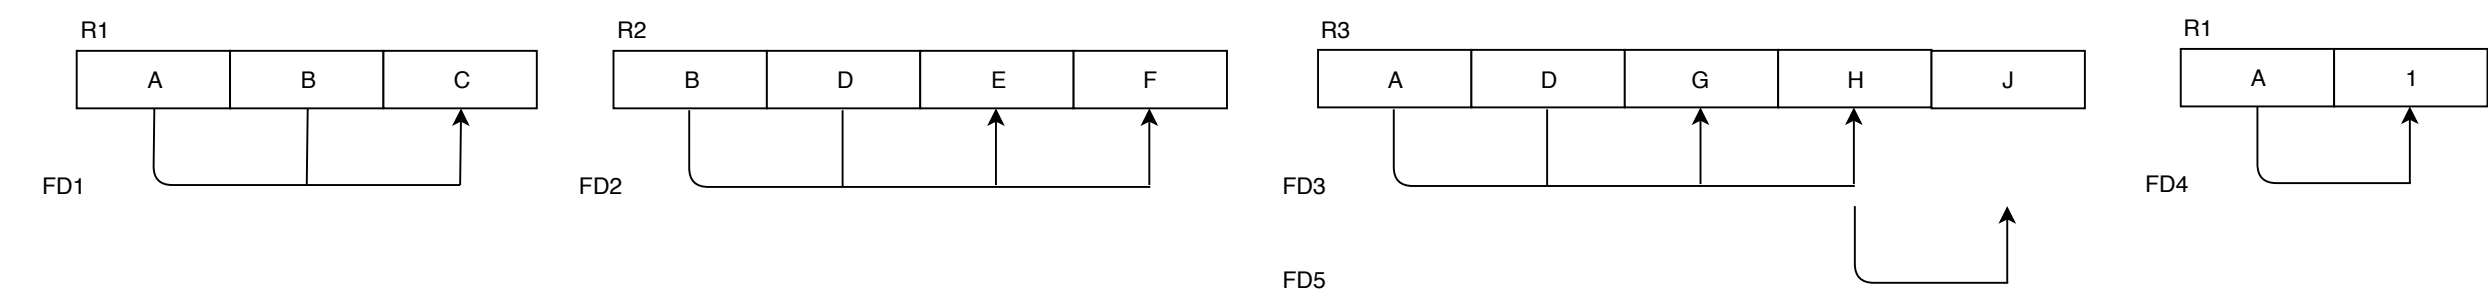 R1
A B C
FD1
R2
B D E F
FD2
R3
A D G H J
FD3
FD5
R1
A 1
FD4